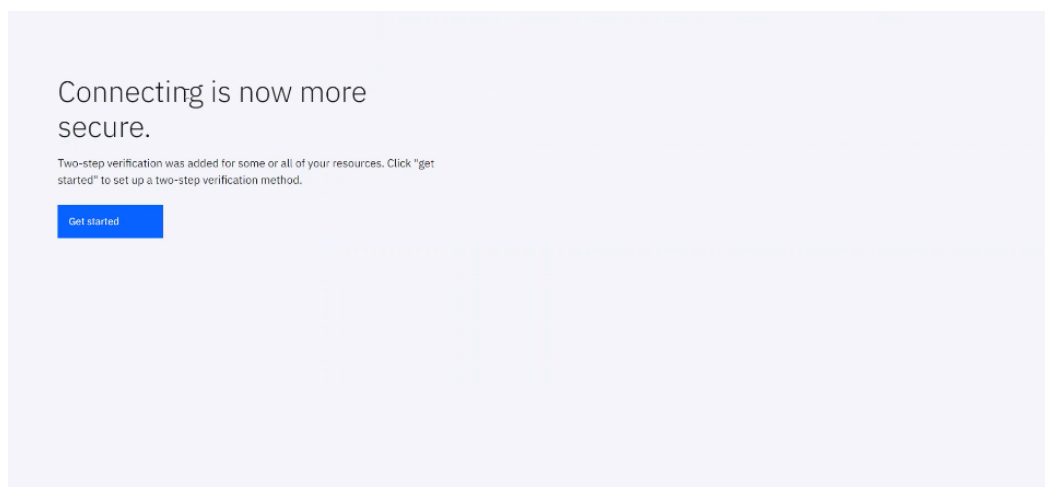 Connecting is now more
secure.
Two-step verification was added for some or all of your resources. Click "get
started" to set up a two-step verification method.
Get started